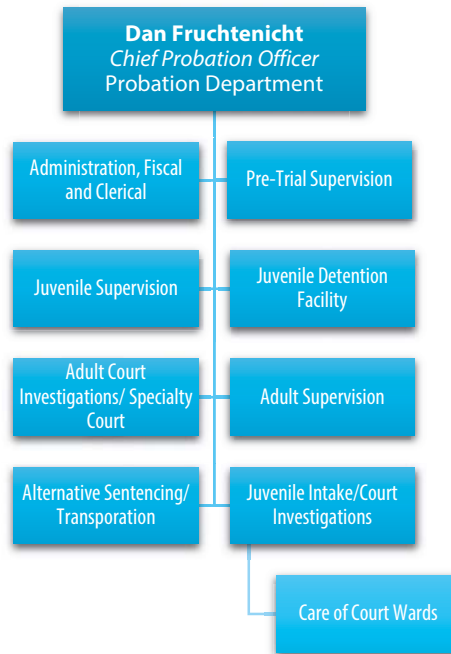 Dan Fruchtenicht
Chief Probation Officer
Probation Department
Administration, Fiscal
and Clerical
Pre-Trial Supervision
Juvenile Supervision
Juvenile Detention
Facility
Adult Court
Investigations/ Specialty
Court
Adult Supervision
Alternative Sentencing/
Transporation
Juvenile Intake/Court
Investigations
Care of Court Wards